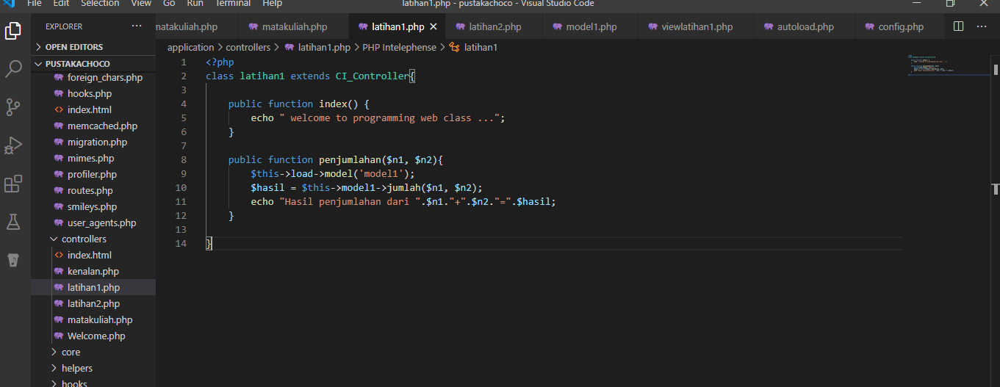 File Edit Selection View Go Run Terminal Help latihan1.php - pustakachoco - Visual Studio Code
EXPLORER ···
OPEN EDITORS
PUSTAKACHOCO
foreign_chars.php
hooks.php
index.html
memcached.php
migration.php
mimes.php
profiler.php
routes.php
smileys.php
user_agents.php
controllers
index.html
kenalan.php
latihan1.php
latihan2.php
matakuliah.php
Welcome.php
core
helpers
hooks
matakuliah.php matakuliah.php latihan1.php latihan2.php model1.php viewlatihan1.php autoload.php config.php ···
application > controllers > latihan1.php > PHP Intelephense > latihan1
1 <?php
2 class latihan1 extends CI_Controller{
3
4 public function index() {
5 echo " welcome to programming web class ...";
6 }
7
8 public function penjumlahan($n1, $n2){
9 $this->load->model('model1');
10 $hasil = $this->model1->jumlah($n1, $n2);
11 echo "Hasil penjumlahan dari ".$n1."+".$n2."=".$hasil;
12 }
13
14 }